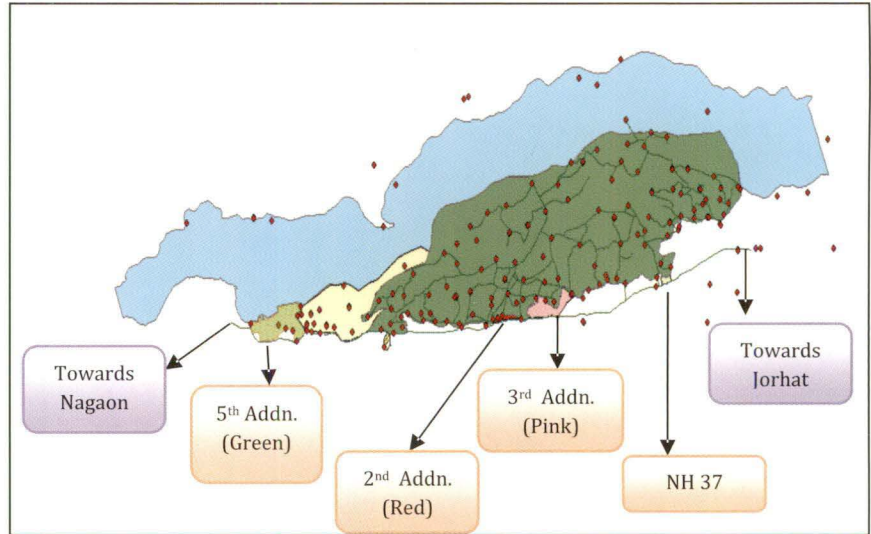 Towards
Nagaon
5th Addn.
(Green)
2nd Addn.
(Red)
3rd Addn.
(Pink)
NH 37
Towards
Jorhat